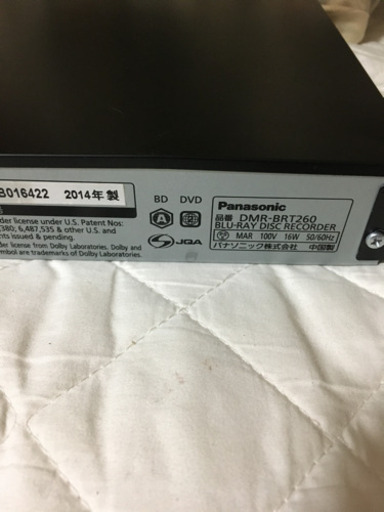 B016422 2014年 製
der license under U.S. Patent Nos:
,380; 6,487,535 & other U.S. and
ents issued & pending.
der license from Dolby Laboratories. Dolby and
symbol are trademarks of Dolby Laboratories.
BD DVD
A
JQA
Panasonic
品番 DMR-BRT260
BLU-RAY DISC RECORDER
MAR 100V 16W 50/60Hz
パナソニック株式会社 中国製